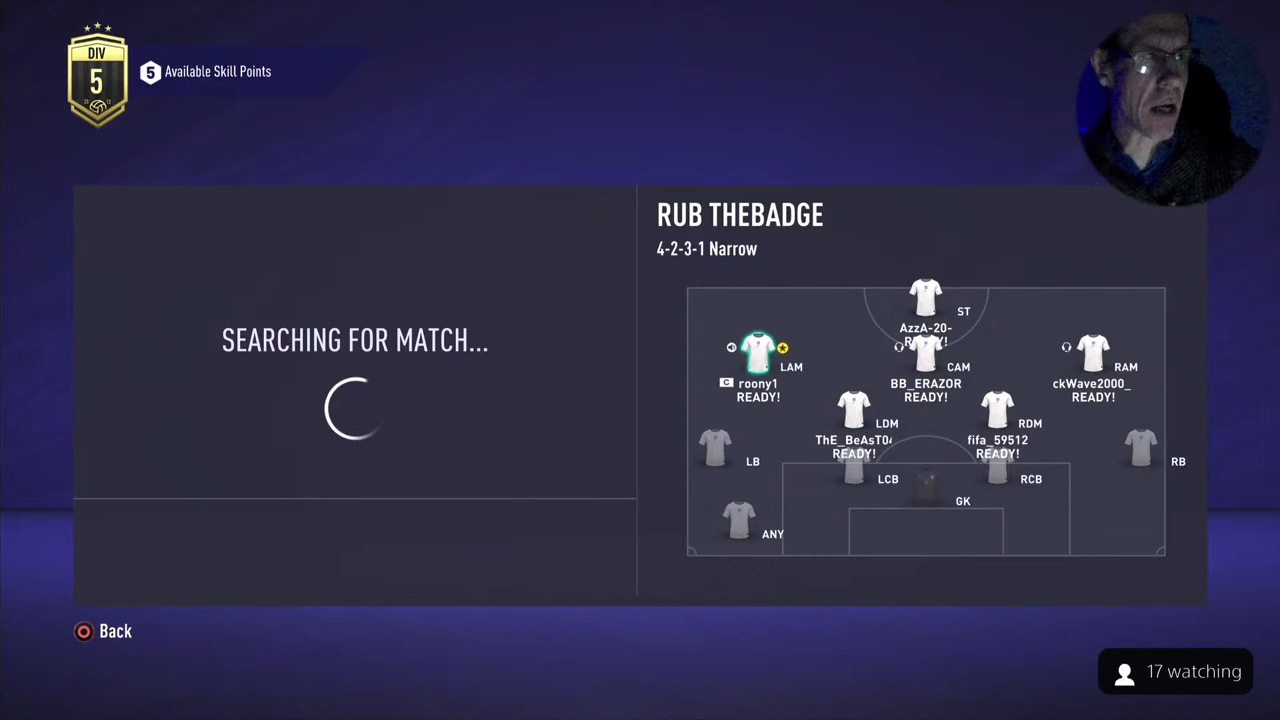 DIV
5
5 Available Skill Points
RUB THEBADGE
4-2-3-1 Narrow
SEARCHING FOR MATCH...
ST
AzzA-20-
LAM
C roony1
READY!
CAM
BB_ERAZOR
READY!
RAM
ckWave2000_
READY!
LDM
ThE_BeAsT04
READY!
RDM
fifa_59512
READY!
LB
RB
LCB
RCB
GK
ANY
Back
17 watching